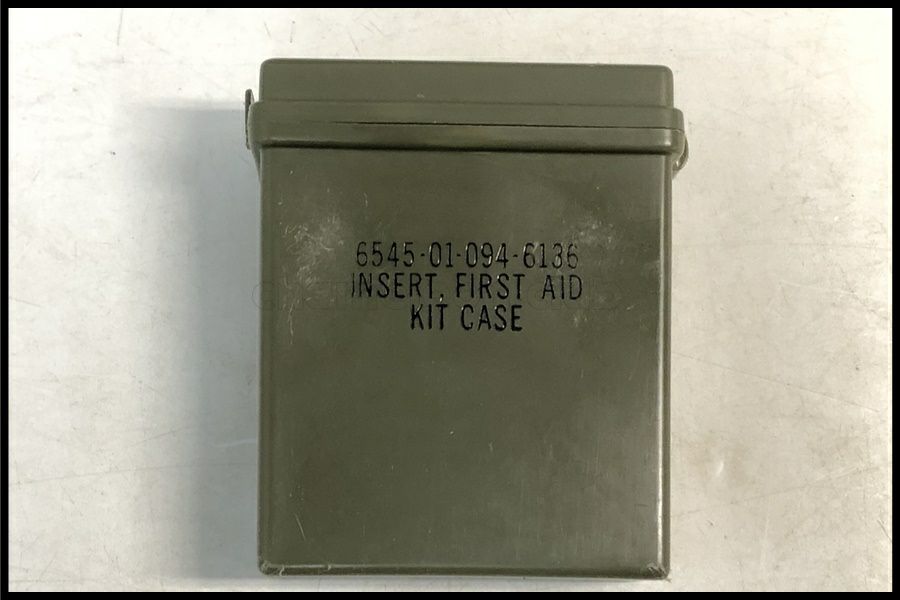 6545-01-094-6136
INSERT, FIRST AID
KIT CASE